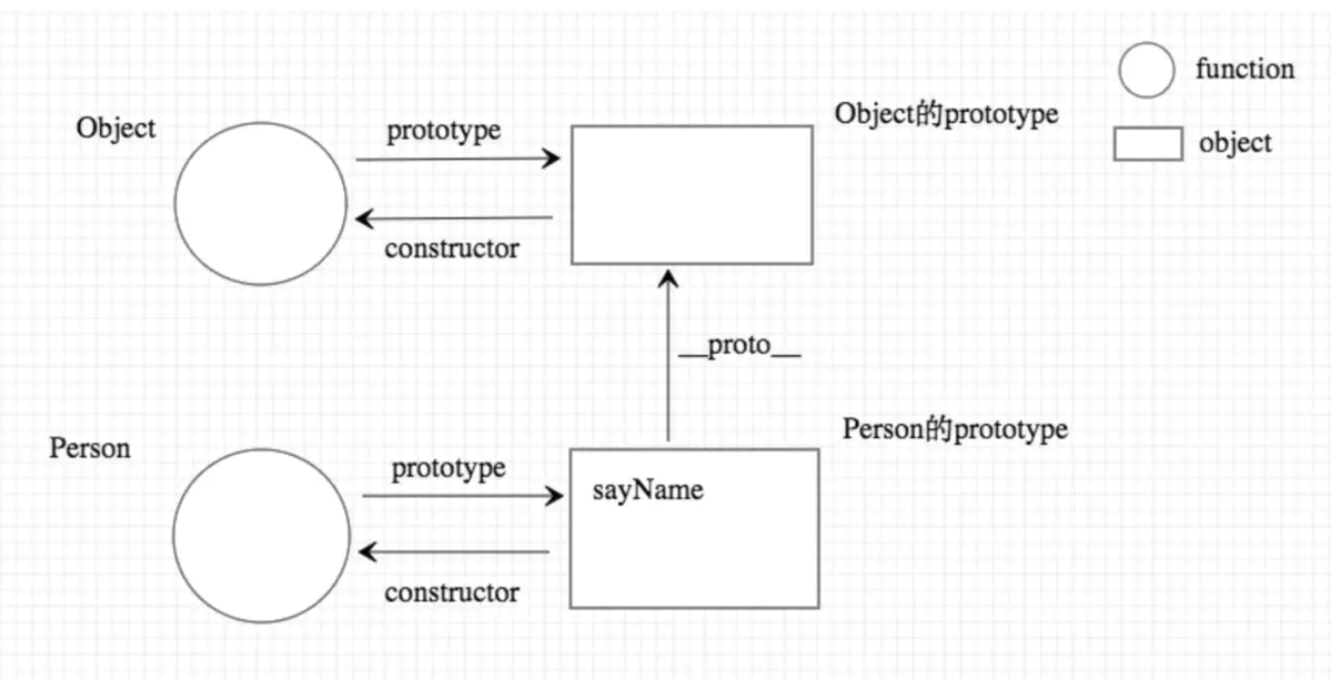 function
Object的prototype
Object
prototype
object
constructor
__proto__
Person的prototype
Person
prototype
sayName
constructor